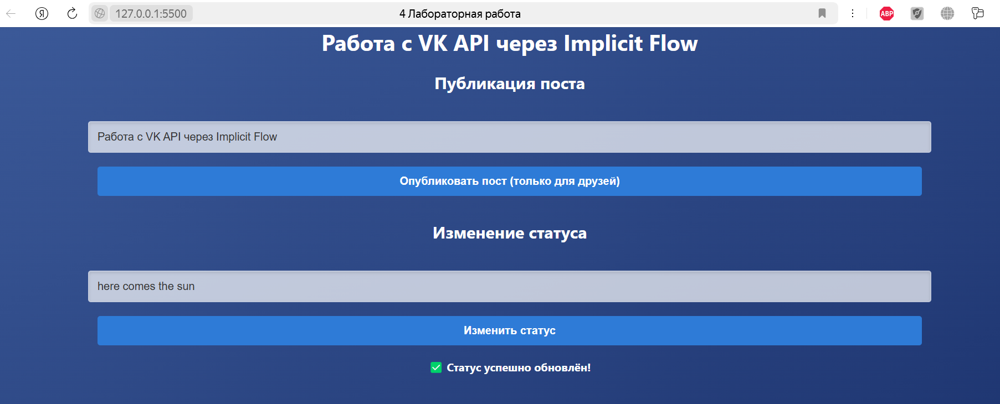 Я
127.0.0.1:5500
4 Лабораторная работа
ABP
Работа с VK API через Implicit Flow
Публикация поста
Работа с VK API через Implicit Flow
Опубликовать пост (только для друзей)
Изменение статуса
here comes the sun
Изменить статус
Статус успешно обновлён!